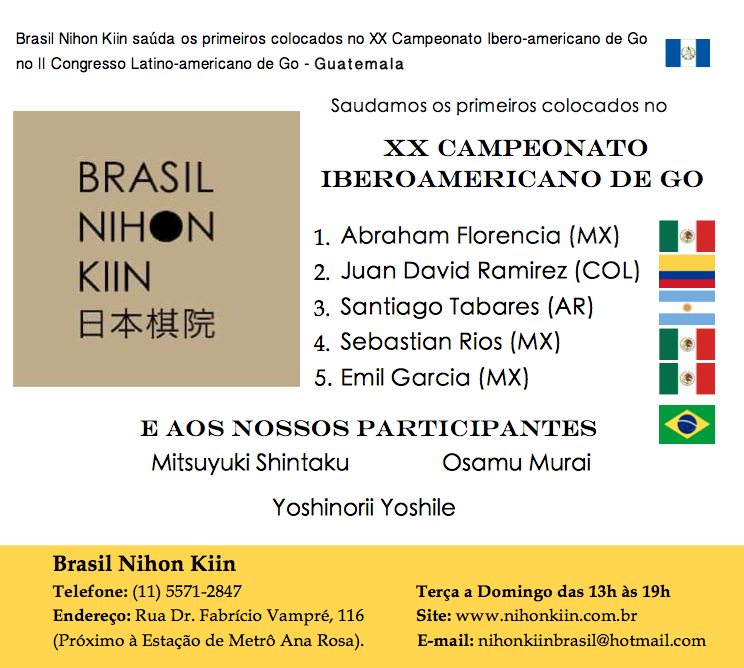 Brasil Nihon Kiin saúda os primeiros colocados no XX Campeonato Ibero-americano de Go
no II Congresso Latino-americano de Go - Guatemala
Saudamos os primeiros colocados no
XX CAMPEONATO
IBEROAMERICANO DE GO
BRASIL
NIHON
KIIN
日本棋院
1. Abraham Florencia (MX)
2. Juan David Ramirez (COL)
3. Santiago Tabares (AR)
4. Sebastian Rios (MX)
5. Emil Garcia (MX)
E AOS NOSSOS PARTICIPANTES
Mitsuyuki Shintaku Osamu Murai
Yoshinorii Yoshile
Brasil Nihon Kiin
Telefone: (11) 5571-2847
Endereço: Rua Dr. Fabrício Vampré, 116
(Próximo à Estação de Metrô Ana Rosa).
Terça a Domingo das 13h às 19h
Site: www.nihonkiin.com.br
E-mail: nihonkiinbrasil@hotmail.com